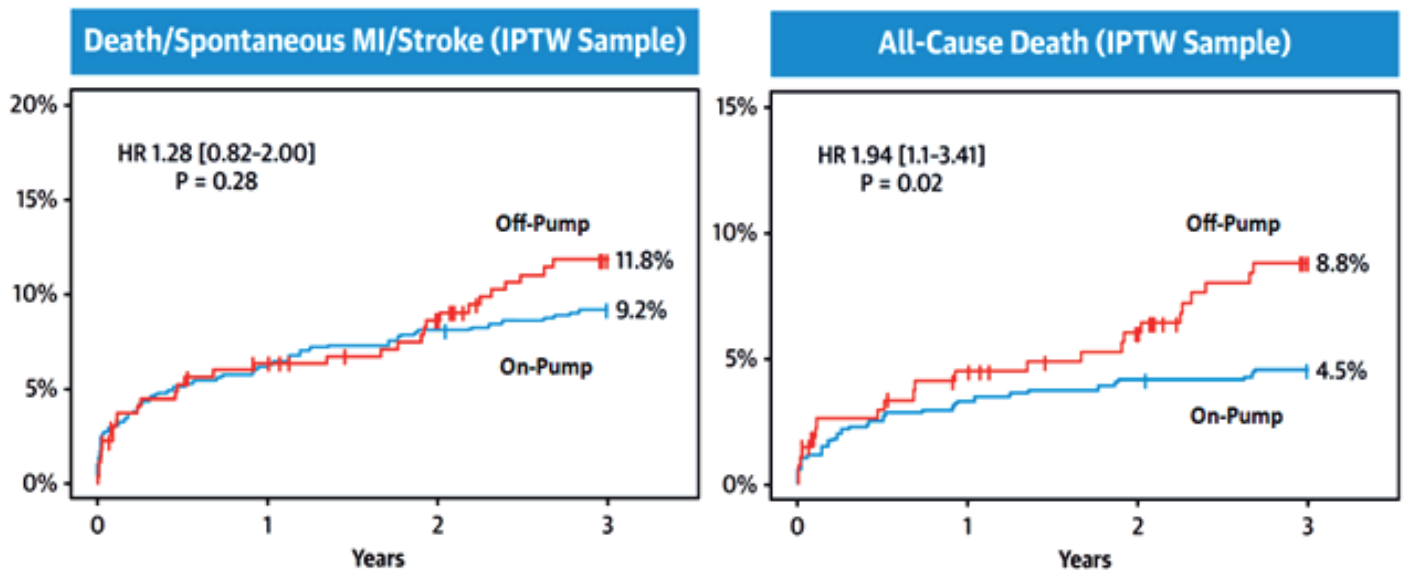 Death/Spontaneous MI/Stroke (IPTW Sample)
20%
HR 1.28 [0.82-2.00]
P = 0.28
15%
Off-Pump
11.8%
10%
9.2%
On-Pump
5%
0%
0 1 2 3
Years
All-Cause Death (IPTW Sample)
15%
HR 1.94 [1.1-3.41]
P = 0.02
Off-Pump
10%
8.8%
5%
4.5%
On-Pump
0%
0 1 2 3
Years